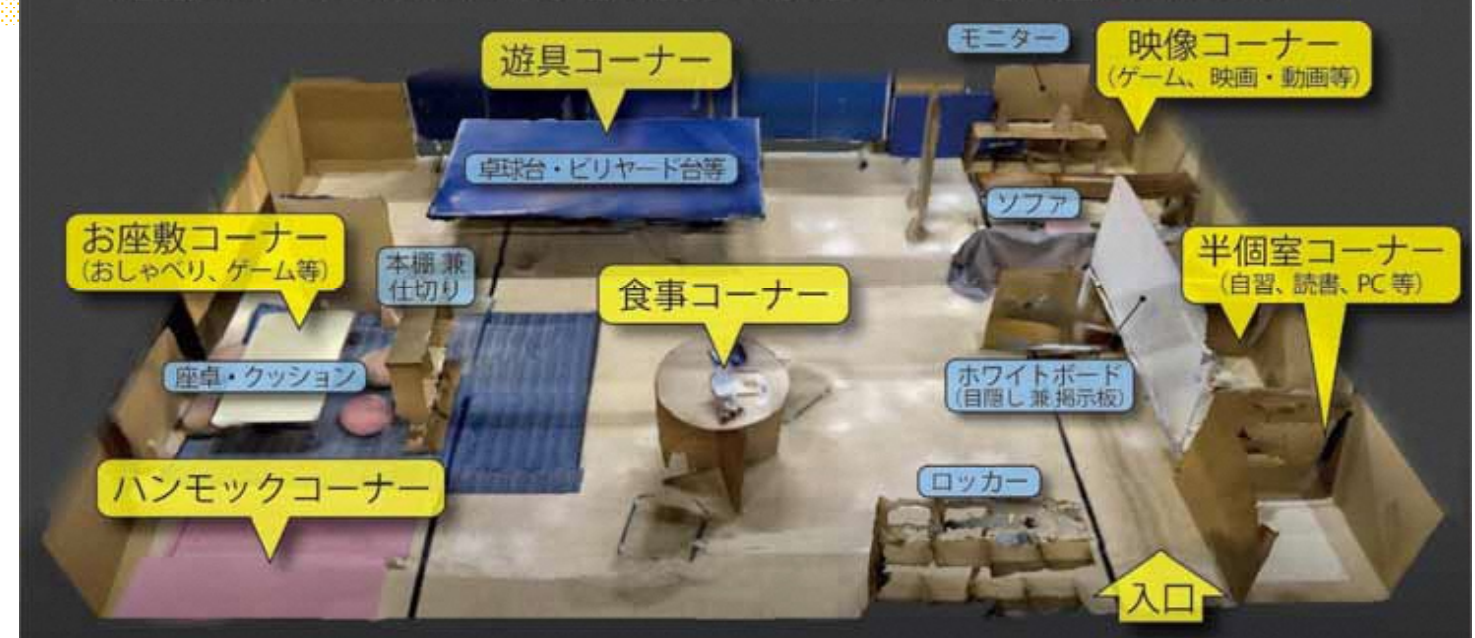 モニター
映像コーナー
(ゲーム、映画・動画等)
遊具コーナー
卓球台・ビリヤード台等
ソファ
お座敷コーナー
(おしゃべり、ゲーム等)
本棚 兼
仕切り
半個室コーナー
(自習、読書、PC 等)
食事コーナー
座卓・クッション
ホワイトボード
(目隠し 兼 掲示板)
ハンモックコーナー
ロッカー
入口